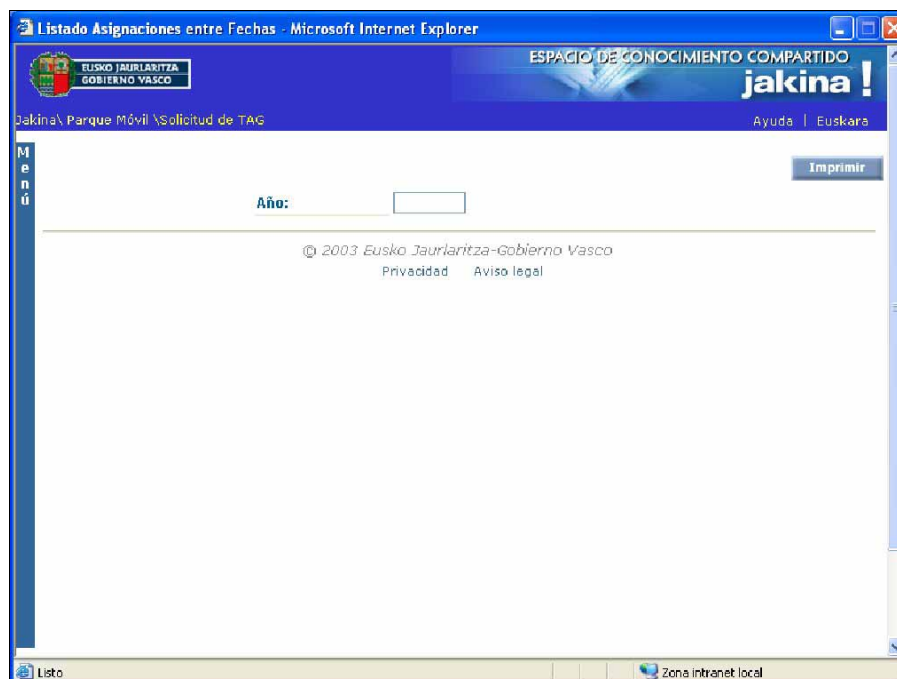 Listado Asignaciones entre Fechas - Microsoft Internet Explorer
EUSKO JAURLARITZA
GOBIERNO VASCO
ESPACIO DE CONOCIMIENTO COMPARTIDO
jakina !
Jakina\ Parque Móvil \Solicitud de TAG
Ayuda | Euskara
Menú
Imprimir
Año:
© 2003 Eusko Jaurlaritza-Gobierno Vasco
Privacidad Aviso legal
Listo
Zona intranet local